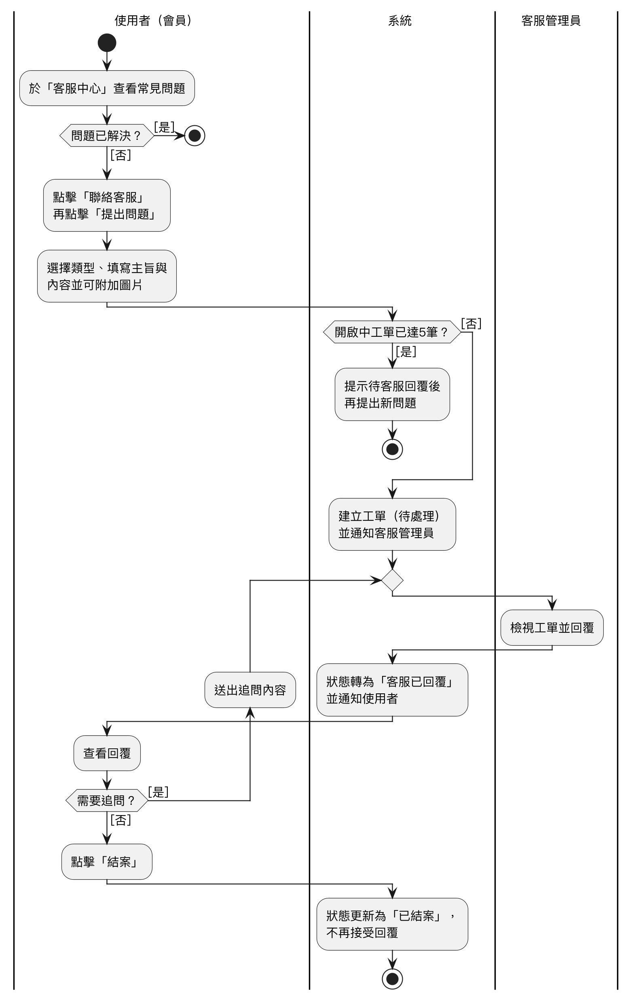 使用者（會員）
系統
客服管理員
於「客服中心」查看常見問題
問題已解決？
[是]
[否]
點擊「聯絡客服」
再點擊「提出問題」
選擇類型、填寫主旨與
內容並可附加圖片
開啟中工單已達5筆？
[否]
[是]
提示待客服回覆後
再提出新問題
建立工單（待處理）
並通知客服管理員
檢視工單並回覆
狀態轉為「客服已回覆」
並通知使用者
送出追問內容
查看回覆
需要追問？
[是]
[否]
點擊「結案」
狀態更新為「已結案」，
不再接受回覆